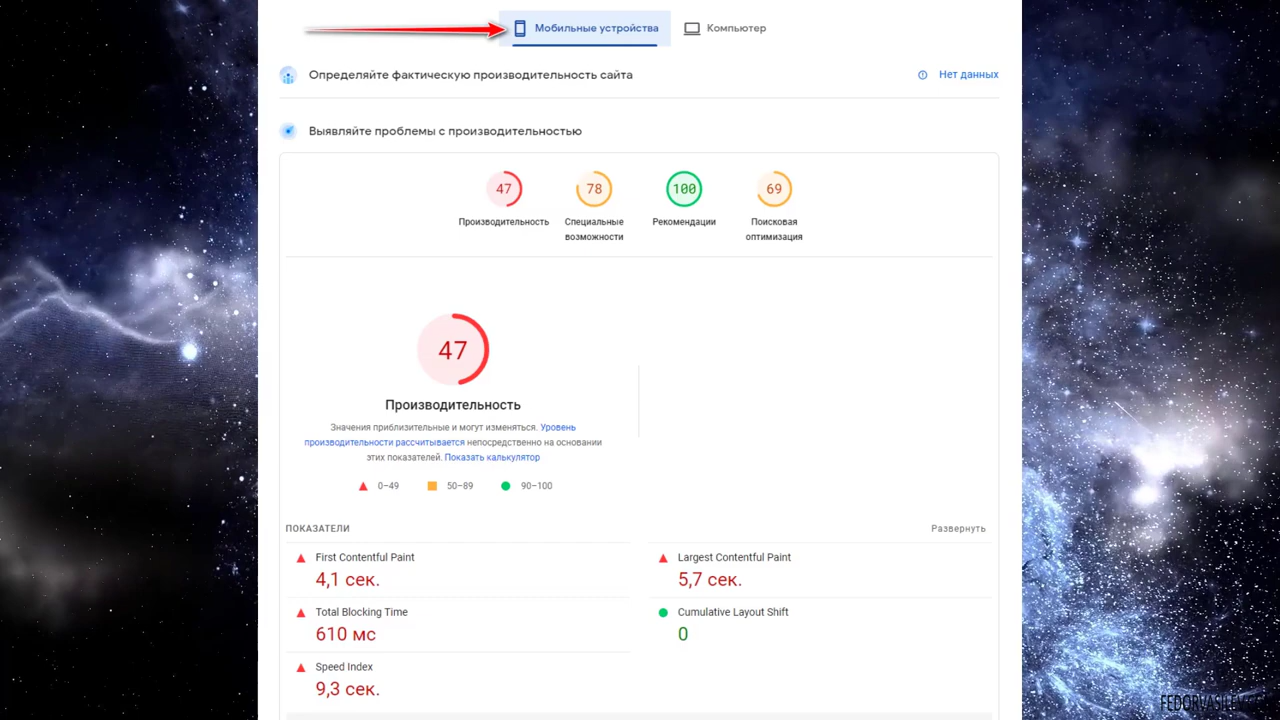 Мобильные устройства
Компьютер
Определяйте фактическую производительность сайта
Нет данных
Выявляйте проблемы с производительностью
47
78
100
69
Производительность
Специальные
возможности
Рекомендации
Поисковая
оптимизация
47
Производительность
Значения приблизительные и могут изменяться. Уровень
производительности рассчитывается непосредственно на основании
этих показателей. Показать калькулятор
0–49
50–89
90–100
ПОКАЗАТЕЛИ
Развернуть
First Contentful Paint
4,1 сек.
Largest Contentful Paint
5,7 сек.
Total Blocking Time
610 мс
Cumulative Layout Shift
0
Speed Index
9,3 сек.